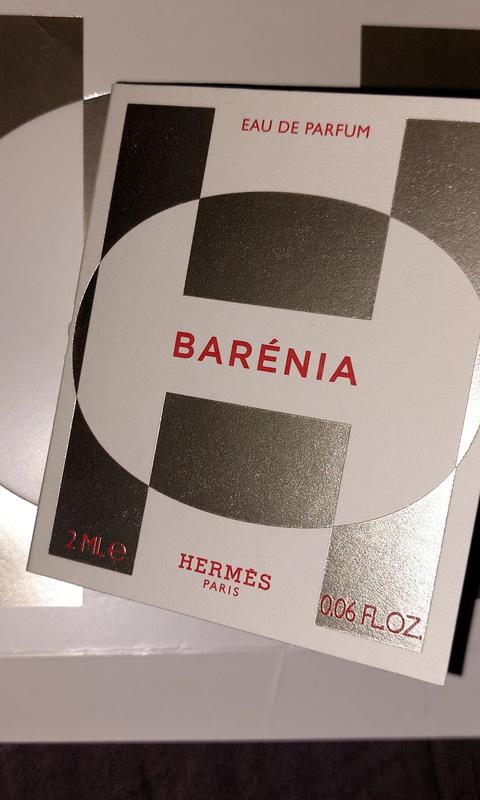 EAU DE PARFUM
BARÉNIA
2 ML ℮
HERMÈS
PARIS
0.06 FL.OZ.